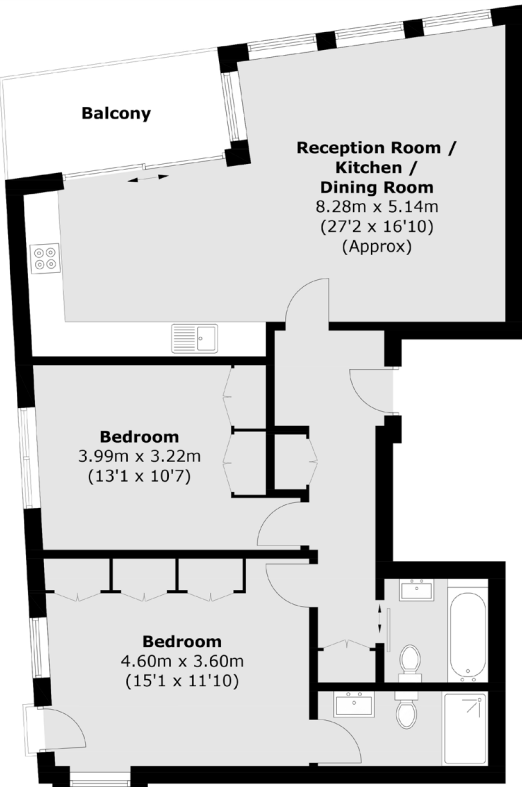 Balcony
Reception Room /
Kitchen /
Dining Room
8.28m x 5.14m
(27'2 x 16'10)
(Approx)
Bedroom
3.99m x 3.22m
(13'1 x 10'7)
Bedroom
4.60m x 3.60m
(15'1 x 11'10)